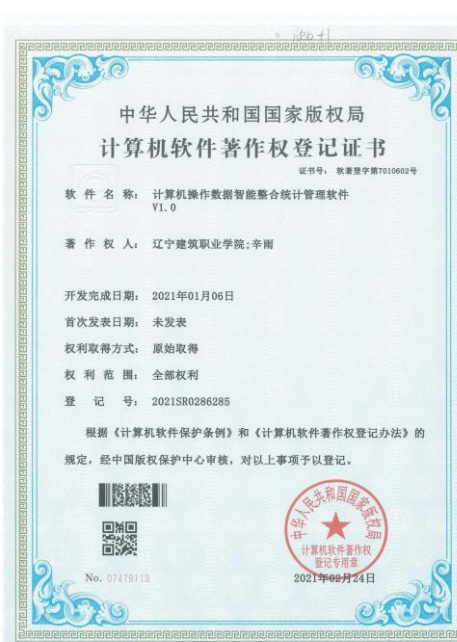 中华人民共和国国家版权局
计算机软件著作权登记证书
证书号： 软著登字第7010602号
软 件 名 称： 计算机操作数据智能整合统计管理软件
V1.0
著 作 权 人： 辽宁建筑职业学院;辛雨
开发完成日期： 2021年01月06日
首次发表日期： 未发表
权利取得方式： 原始取得
权 利 范 围： 全部权利
登 记 号： 2021SR0286285
根据《计算机软件保护条例》和《计算机软件著作权登记办法》的
规定，经中国版权保护中心审核，对以上事项予以登记。
中华人民共和国国家版权局
计算机软件著作权
登记专用章
No. 07479113
2021年02月24日